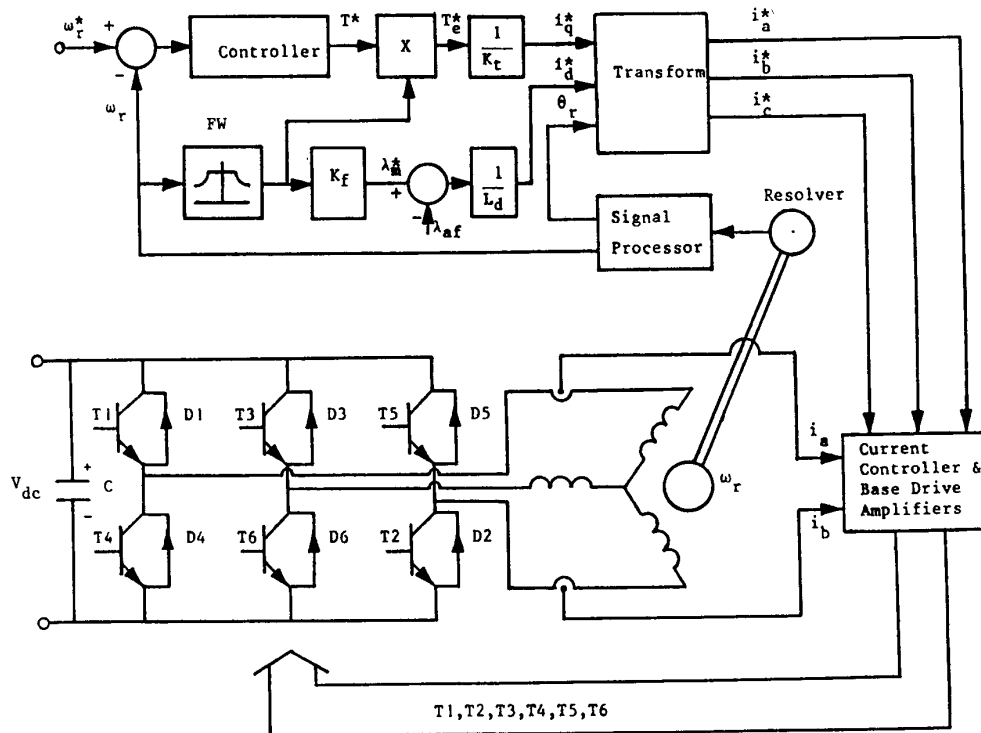 ω*r + T* T*e 1 i*q i*a
Controller X Kt i*d Transform i*b
- θr i*c
ωr
FW
Kf λ*m + 1 Ld
- λaf
Resolver
Signal
Processor
T1 D1 T3 D3 T5 D5
ia
Current
Controller &
Base Drive
Amplifiers
Vdc + C -
ωr
T4 D4 T6 D6 T2 D2
ib
T1,T2,T3,T4,T5,T6